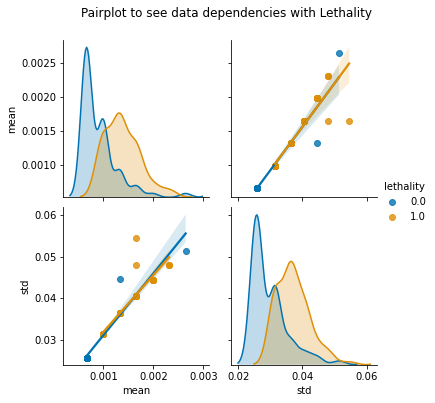 Pairplot to see data dependencies with Lethality
0.0025
0.0020
0.0015
0.0010
mean
lethality
0.0
1.0
0.06
0.05
0.04
0.03
std
0.001 0.002 0.003
mean
0.02 0.04 0.06
std